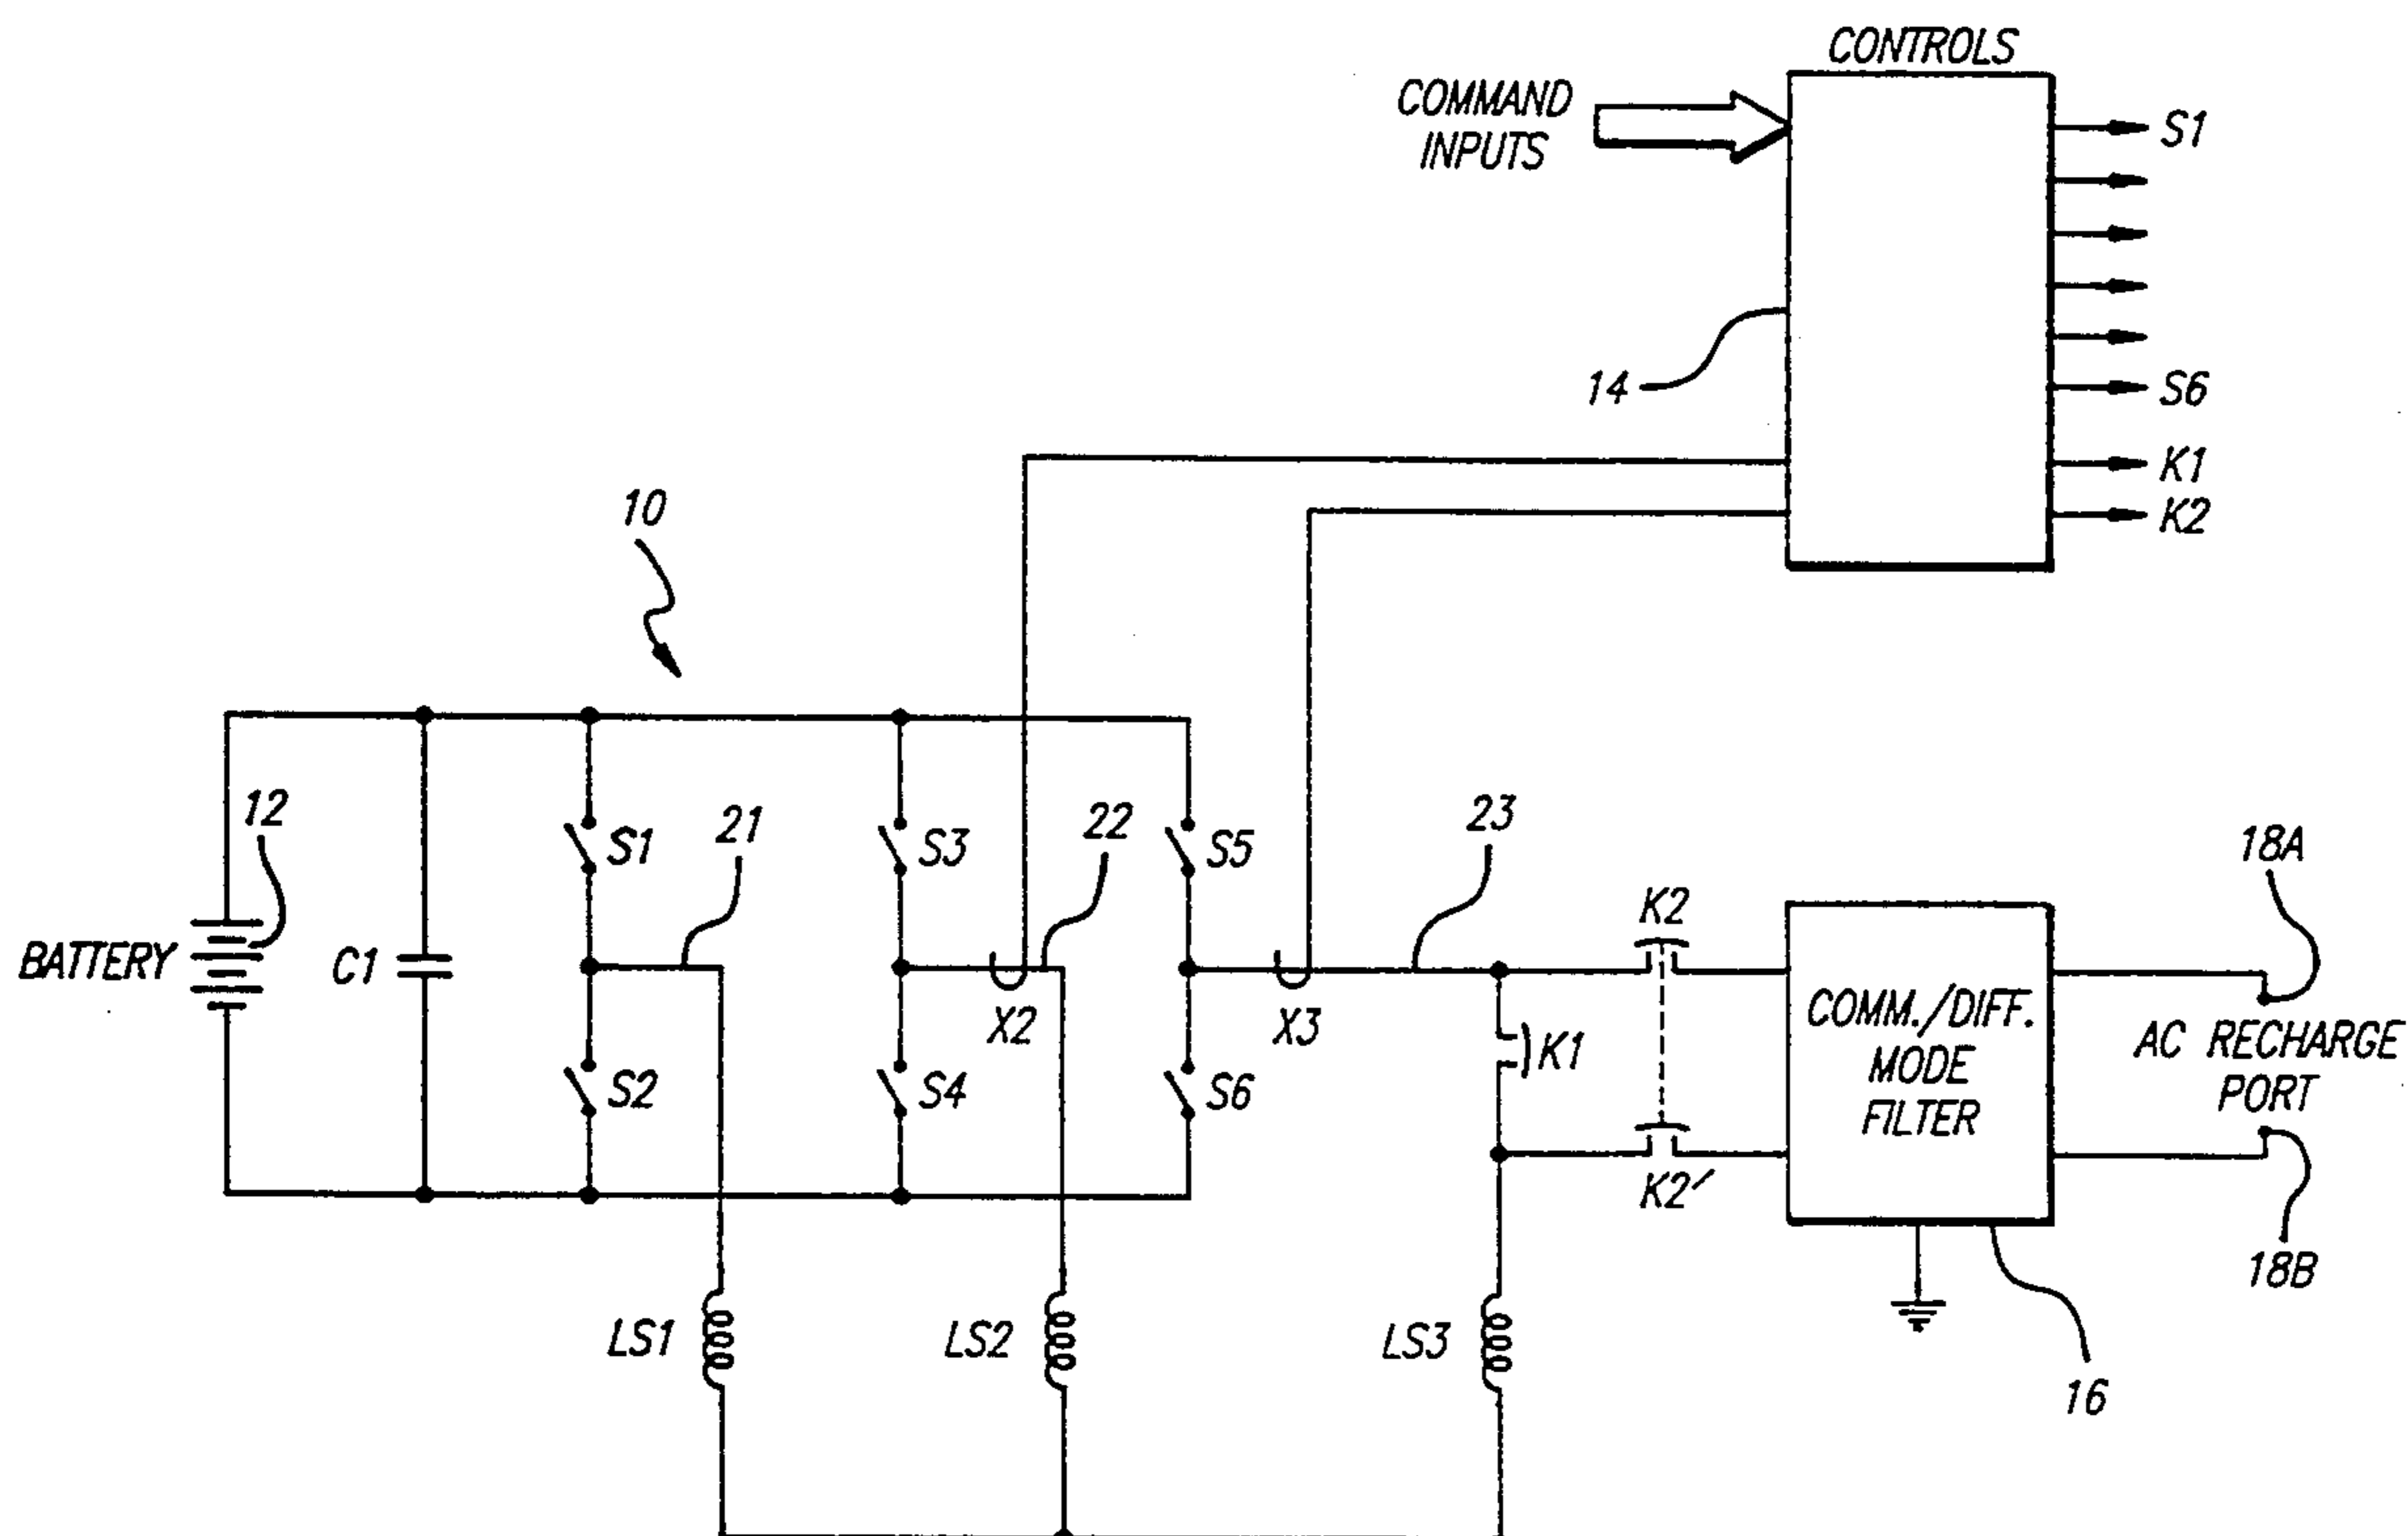 CONTROLS
COMMAND
INPUTS
S1
14
S6
K1
K2
10
12
21
22
23
18A
S1
S3
S5
K2
BATTERY
C1
X2
X3
K1
COMM./DIFF.
MODE
FILTER
AC RECHARGE
PORT
S2
S4
S6
K2′
18B
LS1
LS2
LS3
16